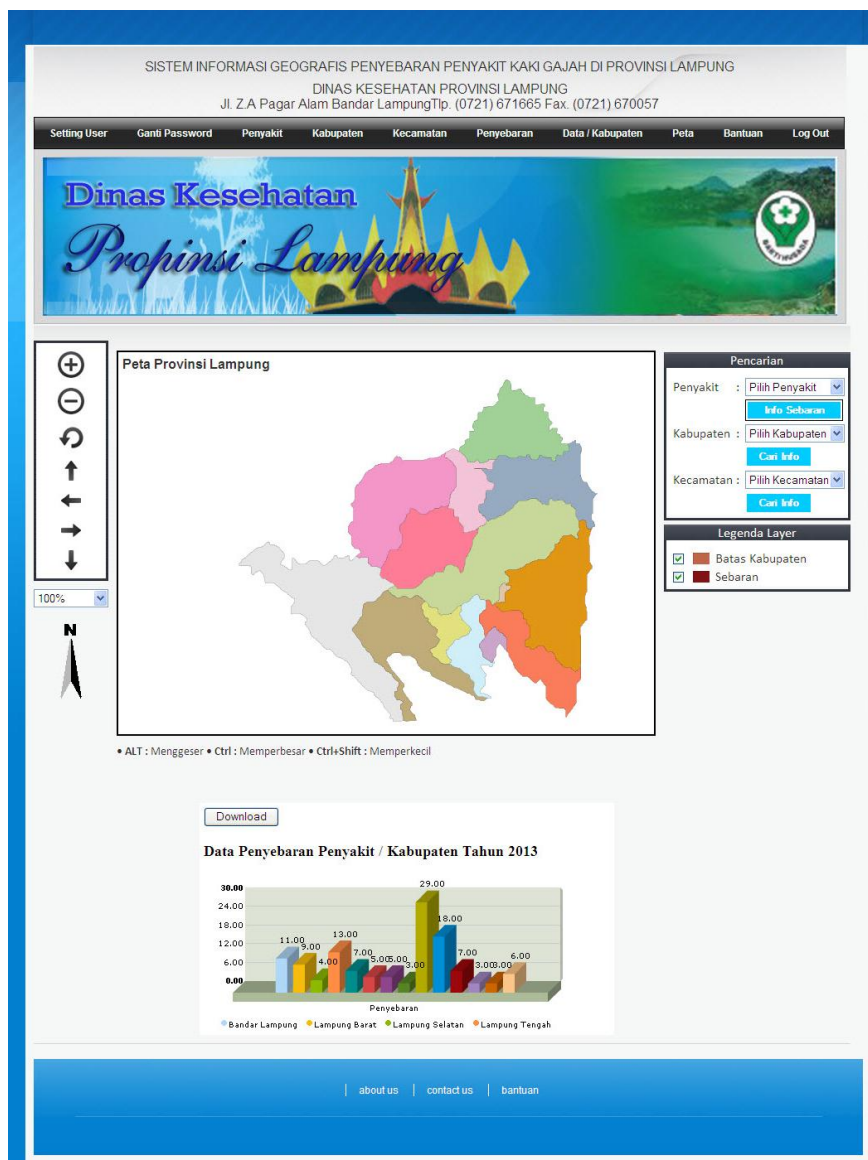 SISTEM INFORMASI GEOGRAFIS PENYEBARAN PENYAKIT KAKI GAJAH DI PROVINSI LAMPUNG
DINAS KESEHATAN PROVINSI LAMPUNG
Jl. Z.A Pagar Alam Bandar LampungTlp. (0721) 671665 Fax. (0721) 670057
Setting User Ganti Password Penyakit Kabupaten Kecamatan Penyebaran Data / Kabupaten Peta Bantuan Log Out
Dinas Kesehatan
Propinsi Lampung
BAKTI HUSADA
Peta Provinsi Lampung
100%
N
Pencarian
Penyakit : Pilih Penyakit
Info Sebaran
Kabupaten : Pilih Kabupaten
Cari Info
Kecamatan : Pilih Kecamatan
Cari Info
Legenda Layer
Batas Kabupaten
Sebaran
• ALT : Menggeser • Ctrl : Memperbesar • Ctrl+Shift : Memperkecil
Download
Data Penyebaran Penyakit / Kabupaten Tahun 2013
30.00
24.00
18.00
12.00
6.00
0.00
11.00 9.00 4.00 13.00 7.00 5.00 5.00 3.00 29.00 18.00 7.00 3.00 3.00 6.00
Penyebaran
Bandar Lampung Lampung Barat Lampung Selatan Lampung Tengah
| about us | contact us | bantuan